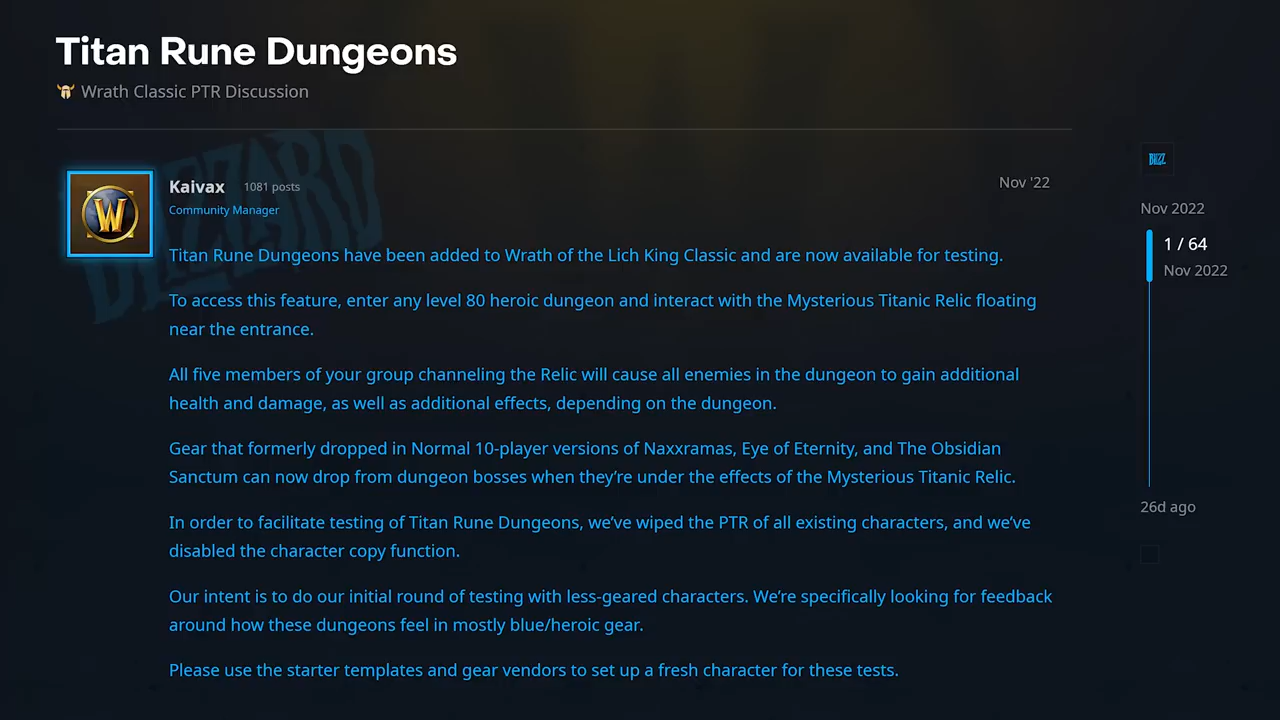 Titan Rune Dungeons
Wrath Classic PTR Discussion
BLIZZARD
BLIZZ
W
Kaivax 1081 posts
Nov '22
Community Manager
Nov 2022
1 / 64
Nov 2022
Titan Rune Dungeons have been added to Wrath of the Lich King Classic and are now available for testing.
To access this feature, enter any level 80 heroic dungeon and interact with the Mysterious Titanic Relic floating
near the entrance.
All five members of your group channeling the Relic will cause all enemies in the dungeon to gain additional
health and damage, as well as additional effects, depending on the dungeon.
Gear that formerly dropped in Normal 10-player versions of Naxxramas, Eye of Eternity, and The Obsidian
Sanctum can now drop from dungeon bosses when they’re under the effects of the Mysterious Titanic Relic.
26d ago
In order to facilitate testing of Titan Rune Dungeons, we’ve wiped the PTR of all existing characters, and we’ve
disabled the character copy function.
Our intent is to do our initial round of testing with less-geared characters. We’re specifically looking for feedback
around how these dungeons feel in mostly blue/heroic gear.
Please use the starter templates and gear vendors to set up a fresh character for these tests.